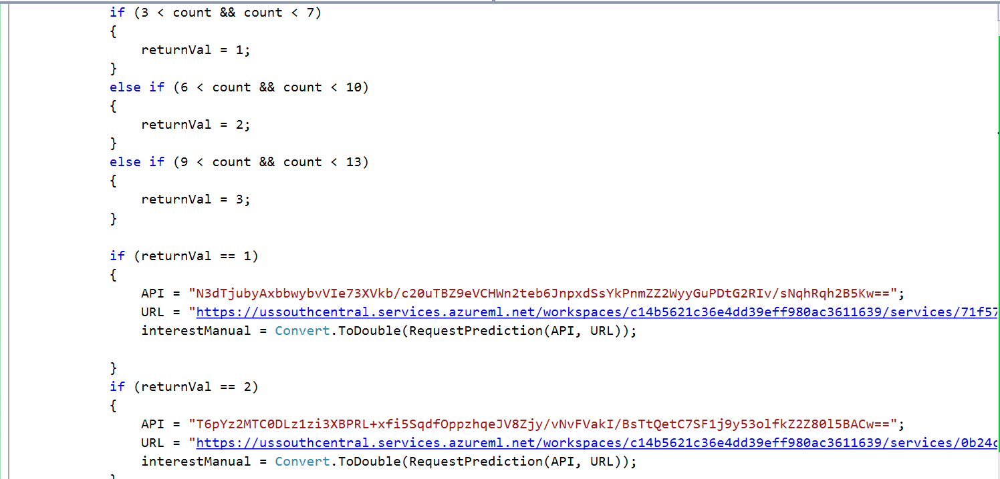 if (3 < count && count < 7)
{
returnVal = 1;
}
else if (6 < count && count < 10)
{
returnVal = 2;
}
else if (9 < count && count < 13)
{
returnVal = 3;
}
if (returnVal == 1)
{
API = "N3dTjubyAxbbwybvVIe73XVkb/c20uTBZ9eVCHWn2teb6JnpxdSsYkPnmZZ2WyyGuPDtG2RIv/sNqhRqh2B5Kw==";
URL = "https://ussouthcentral.services.azureml.net/workspaces/c14b5621c36e4dd39eff980ac3611639/services/71f57
interestManual = Convert.ToDouble(RequestPrediction(API, URL));
}
if (returnVal == 2)
{
API = "T6pYz2MTC0DLz1zi3XBPRL+xfi5SqdfOppzhqeJV8Zjy/vNvFVakI/BsTtQetC7SF1j9y53olfkZ2Z80l5BACw==";
URL = "https://ussouthcentral.services.azureml.net/workspaces/c14b5621c36e4dd39eff980ac3611639/services/0b24c
interestManual = Convert.ToDouble(RequestPrediction(API, URL));
}